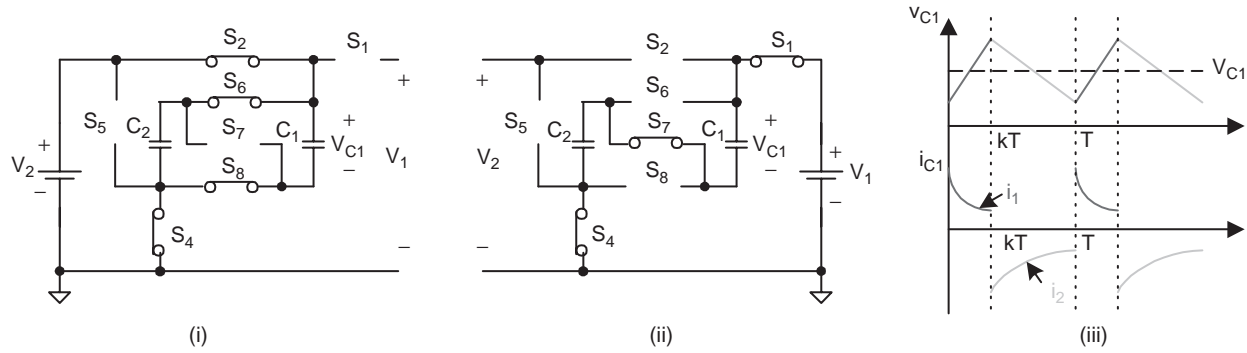 S2
S1
S6
+
S5
C2
S7
C1
+
+
V2
VC1
V1
−
−
S8
S4
−
(i)
S2
S1
+
S6
S5
C2
S7
C1
+
+
V2
VC1
V1
−
−
S8
S4
−
(ii)
vC1
VC1
kT
T
iC1
i1
kT
T
i2
(iii)